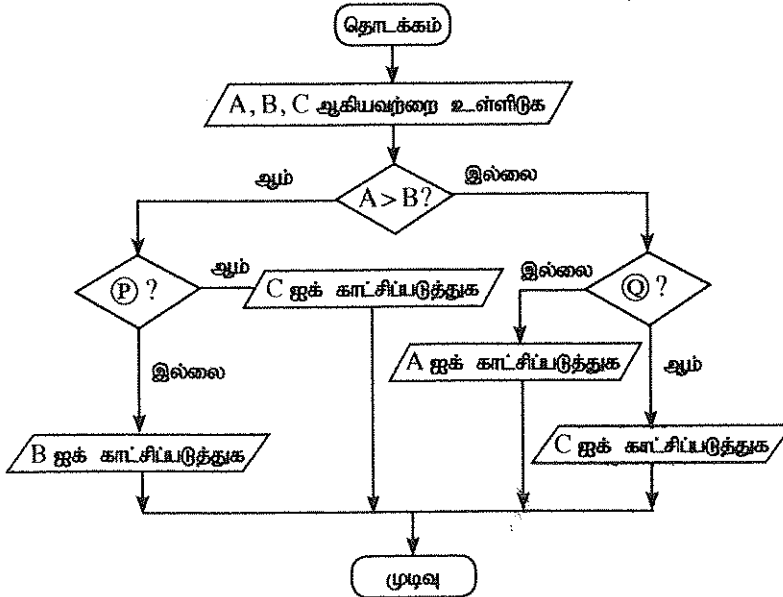 தொடக்கம்
A, B, C ஆகியவற்றை உள்ளிடுக
ஆம்
A > B?
இல்லை
P ?
ஆம்
C ஐக் காட்சிப்படுத்துக
இல்லை
Q ?
இல்லை
A ஐக் காட்சிப்படுத்துக
ஆம்
B ஐக் காட்சிப்படுத்துக
C ஐக் காட்சிப்படுத்துக
முடிவு